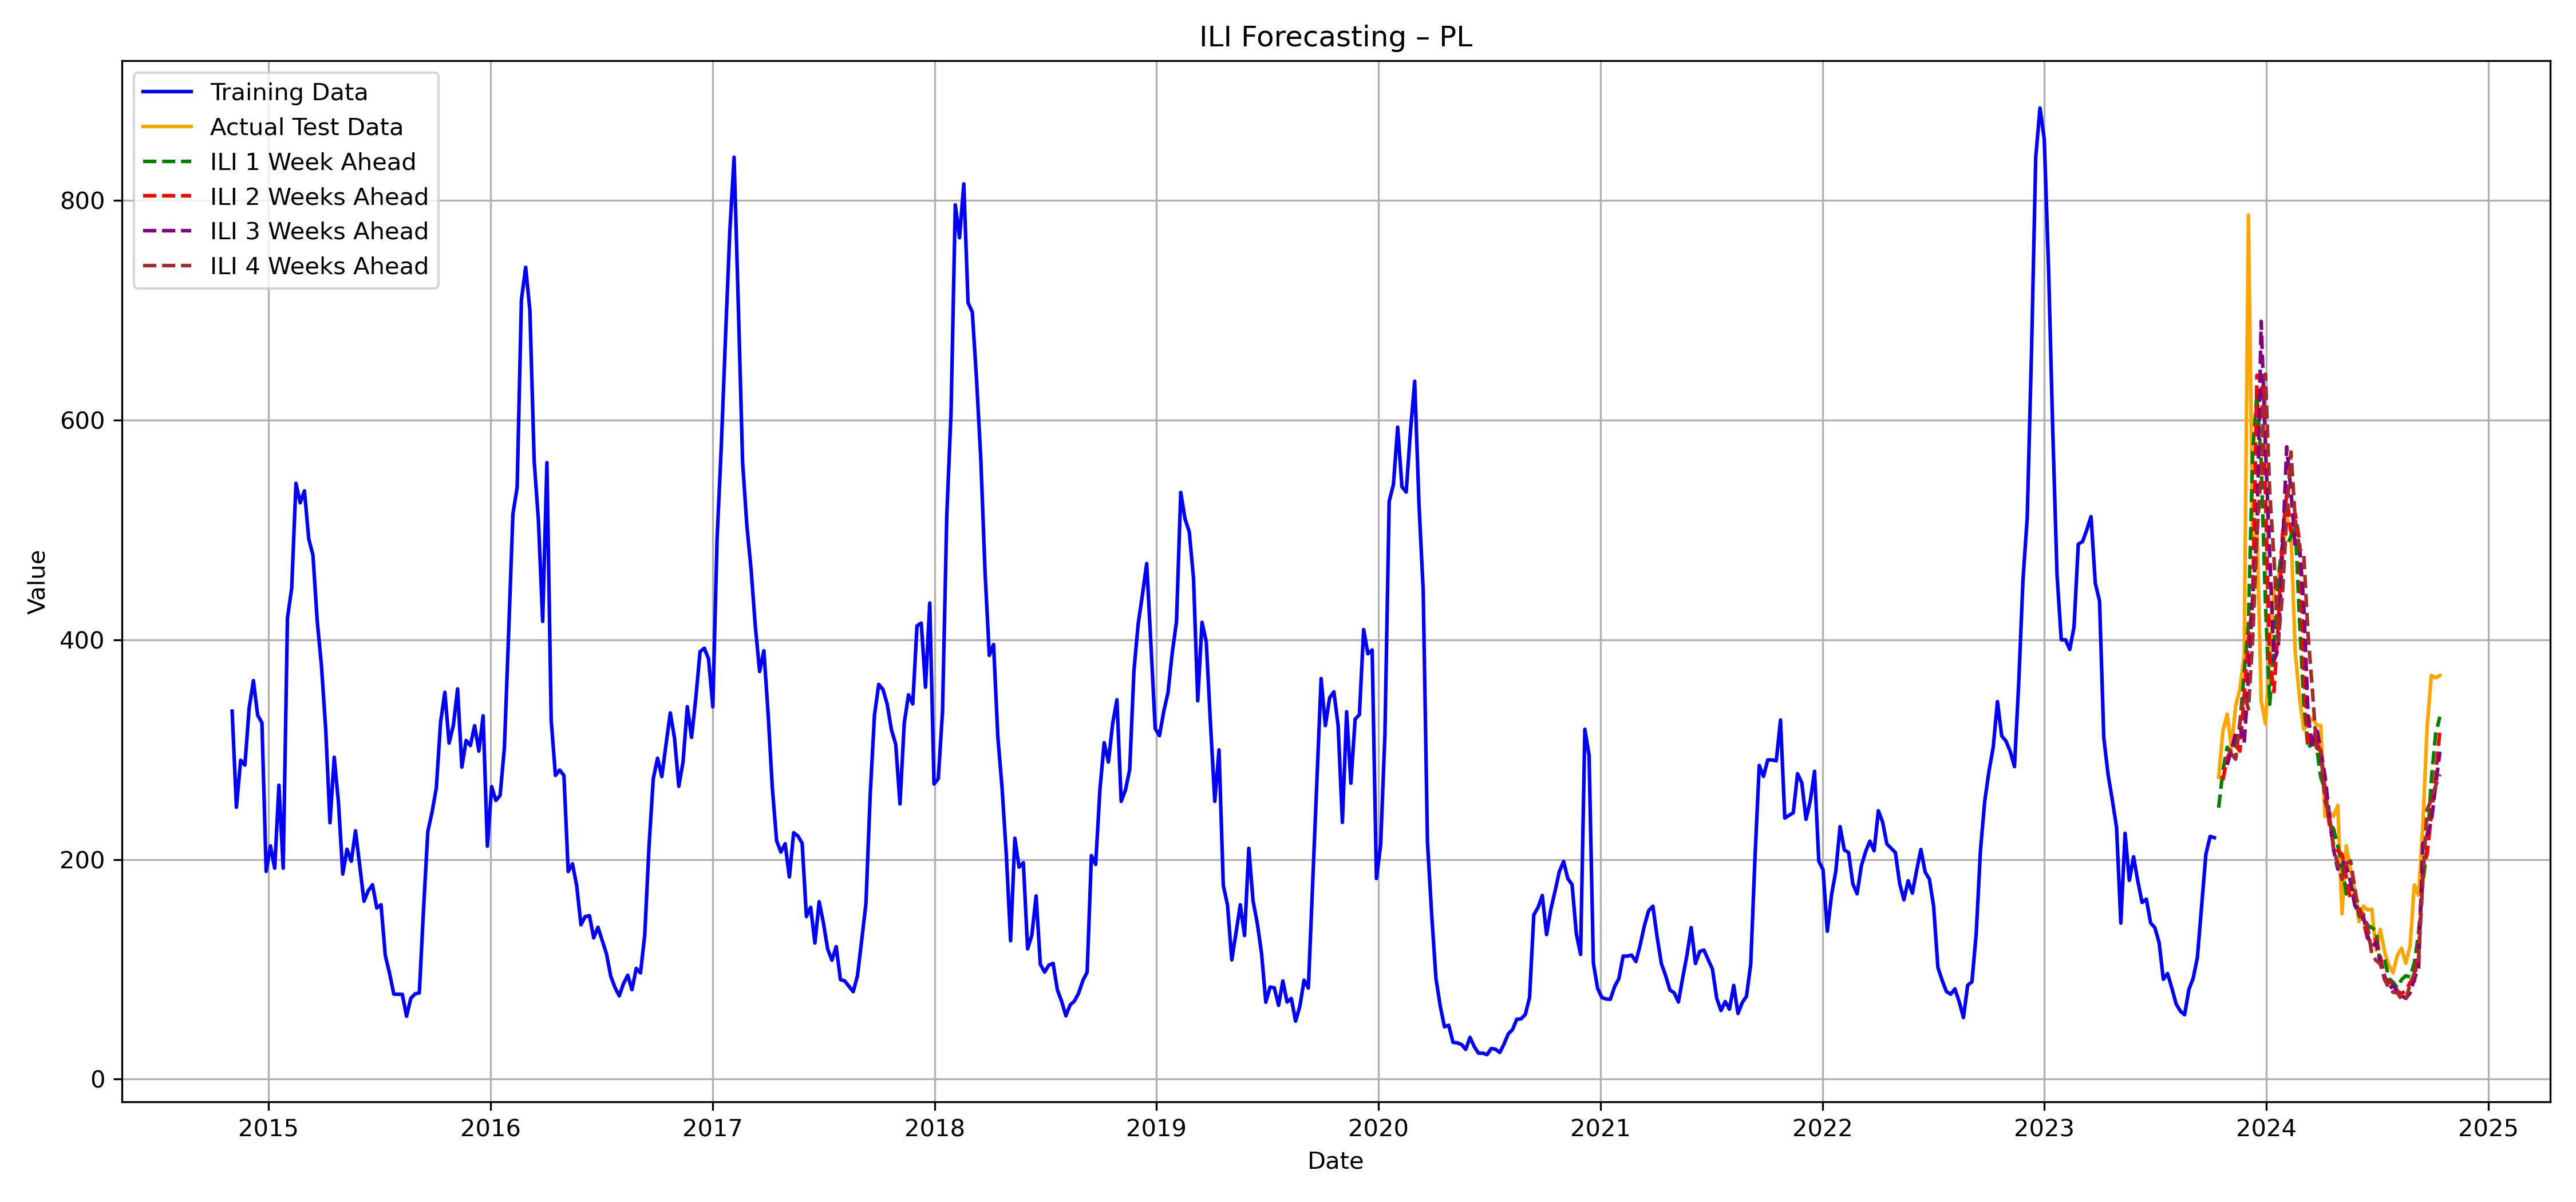 ILI Forecasting – PL
Training Data
Actual Test Data
ILI 1 Week Ahead
ILI 2 Weeks Ahead
ILI 3 Weeks Ahead
ILI 4 Weeks Ahead
Value
800
600
400
200
0
2015 2016 2017 2018 2019 2020 2021 2022 2023 2024 2025
Date